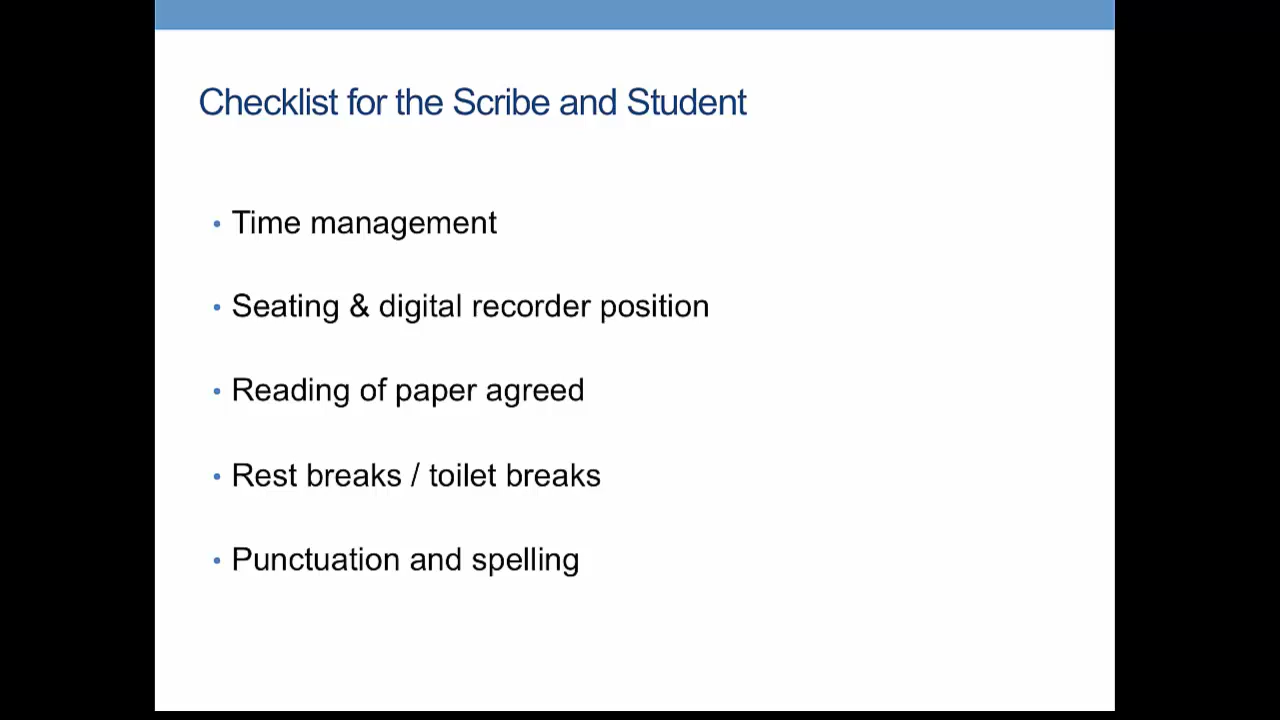 Checklist for the Scribe and Student
• Time management
• Seating & digital recorder position
• Reading of paper agreed
• Rest breaks / toilet breaks
• Punctuation and spelling